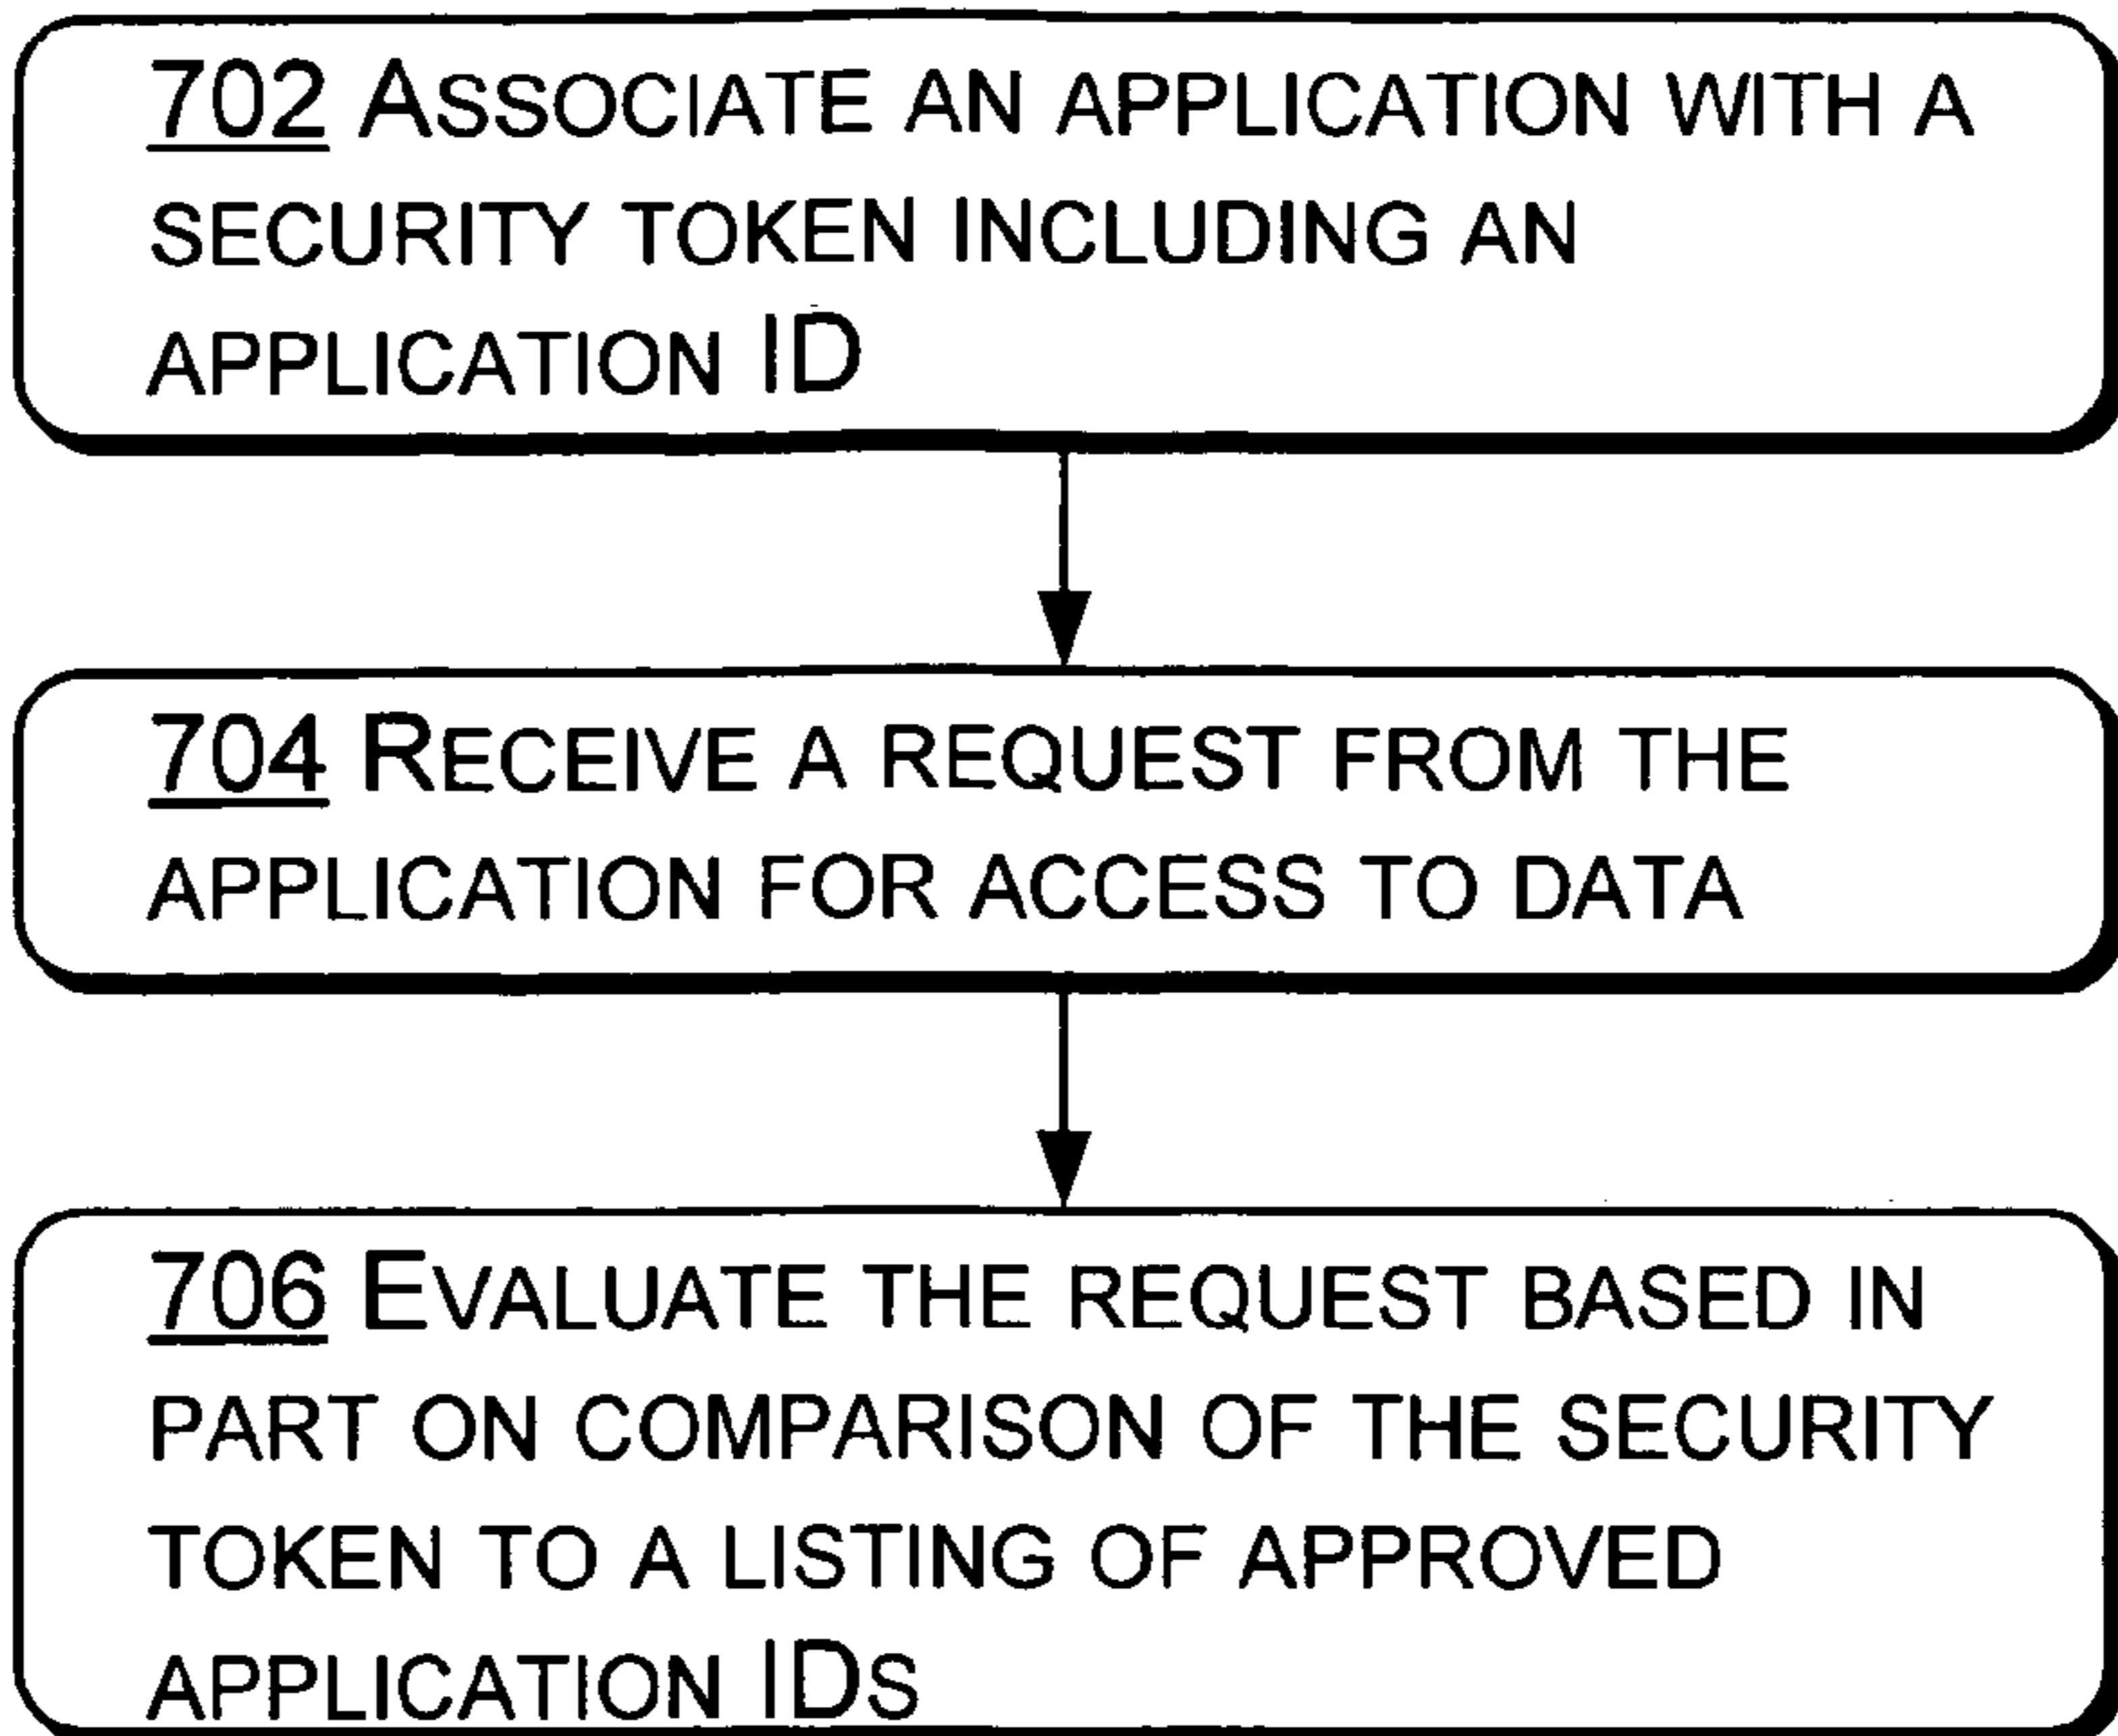 702 ASSOCIATE AN APPLICATION WITH A
SECURITY TOKEN INCLUDING AN
APPLICATION ID
704 RECEIVE A REQUEST FROM THE
APPLICATION FOR ACCESS TO DATA
706 EVALUATE THE REQUEST BASED IN
PART ON COMPARISON OF THE SECURITY
TOKEN TO A LISTING OF APPROVED
APPLICATION IDS